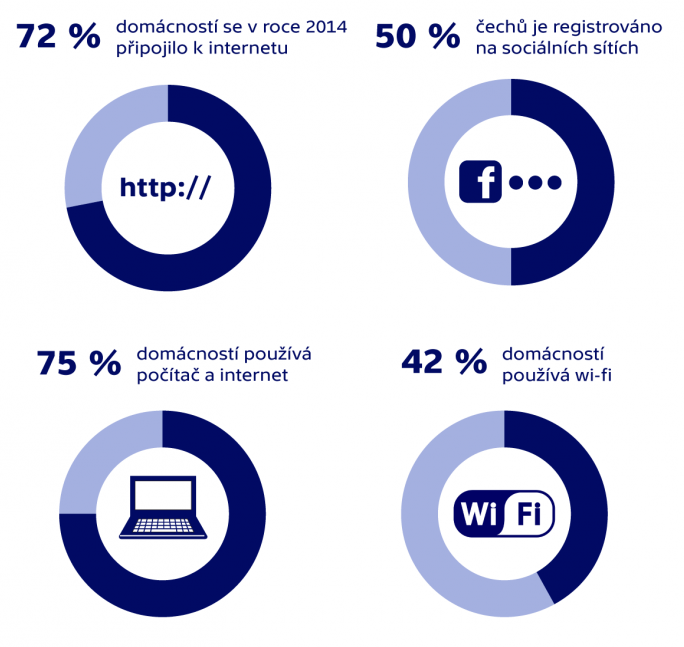 72 %
domácností se v roce 2014
připojilo k internetu
50 %
čechů je registrováno
na sociálních sítích
http://
f
75 %
domácností používá
počítač a internet
42 %
domácností
používá wi-fi
Wi Fi